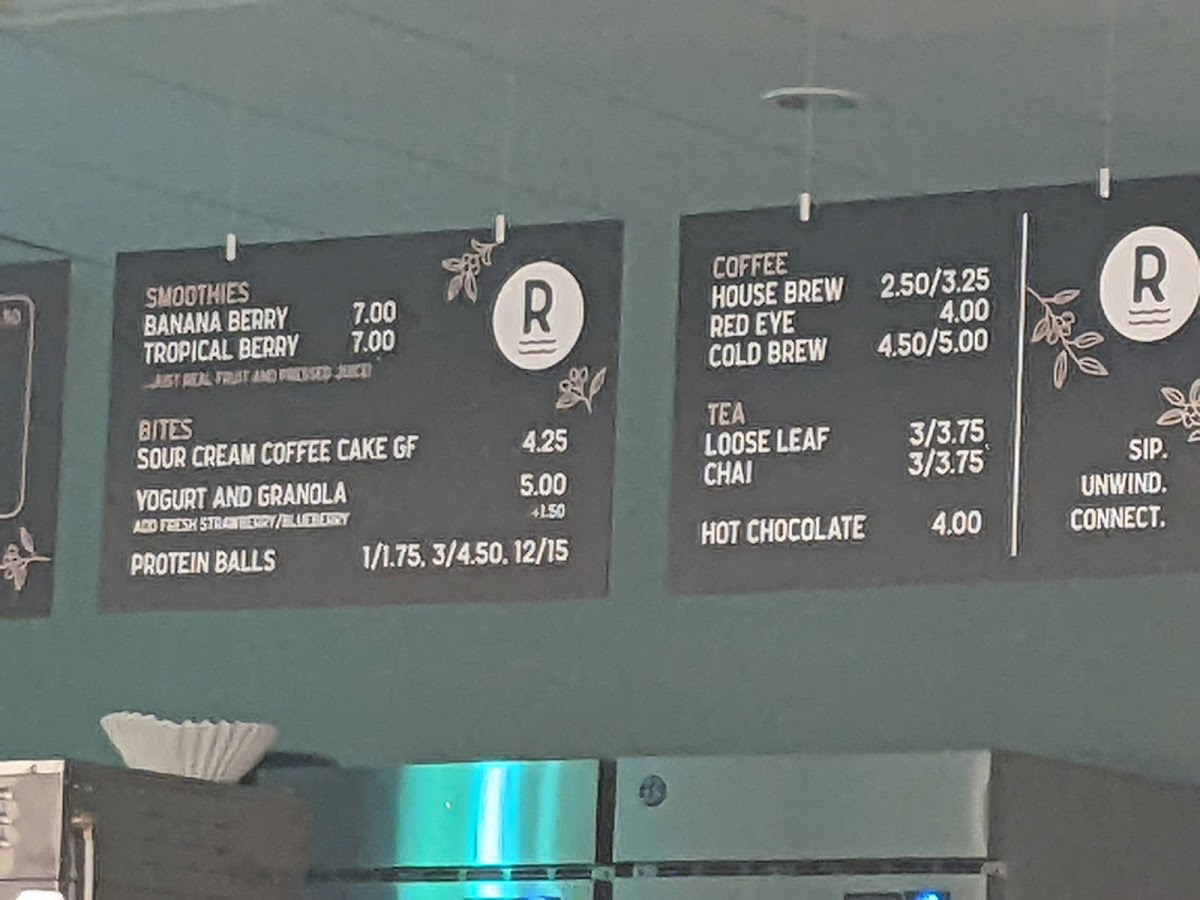 SMOOTHIES
BANANA BERRY 7.00
TROPICAL BERRY 7.00
...JUST REAL FRUIT AND PRESSED JUICE!
BITES
SOUR CREAM COFFEE CAKE GF 4.25
YOGURT AND GRANOLA 5.00
ADD FRESH STRAWBERRY/BLUEBERRY +1.50
PROTEIN BALLS 1/1.75, 3/4.50, 12/15
R
COFFEE
HOUSE BREW 2.50/3.25
RED EYE 4.00
COLD BREW 4.50/5.00
TEA
LOOSE LEAF 3/3.75
CHAI 3/3.75
HOT CHOCOLATE 4.00
R
SIP.
UNWIND.
CONNECT.